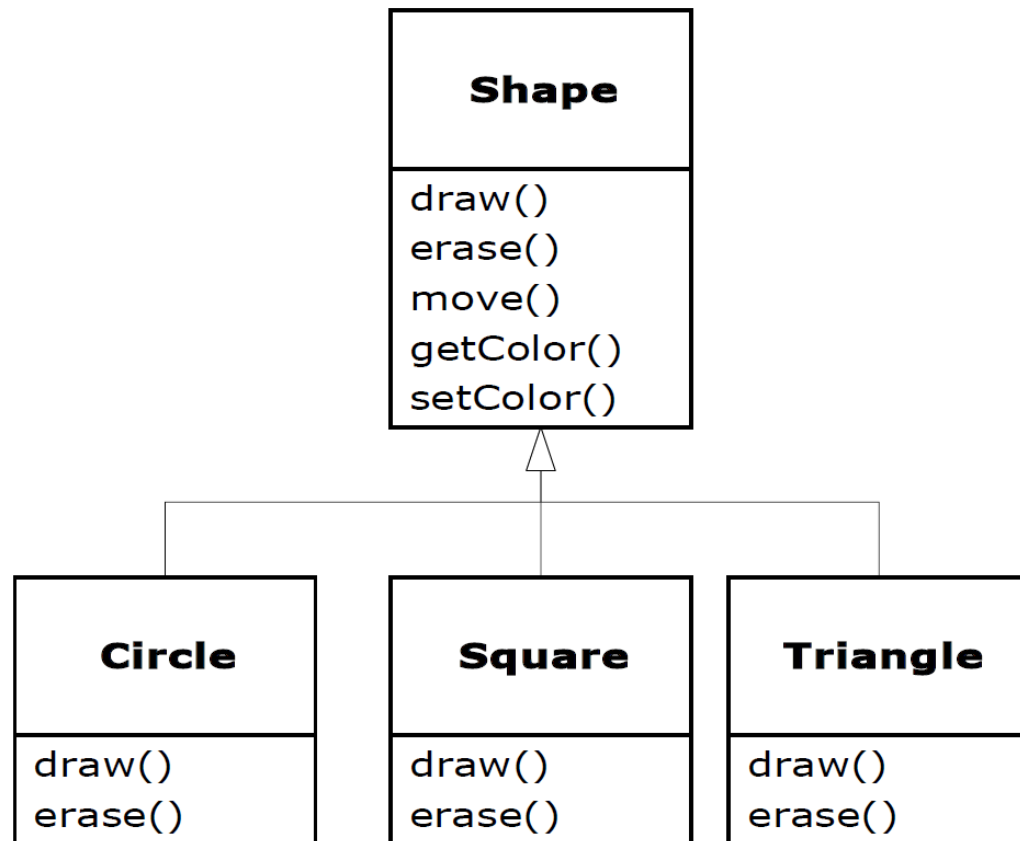 Shape
draw()
erase()
move()
getColor()
setColor()
Circle
draw()
erase()
Square
draw()
erase()
Triangle
draw()
erase()